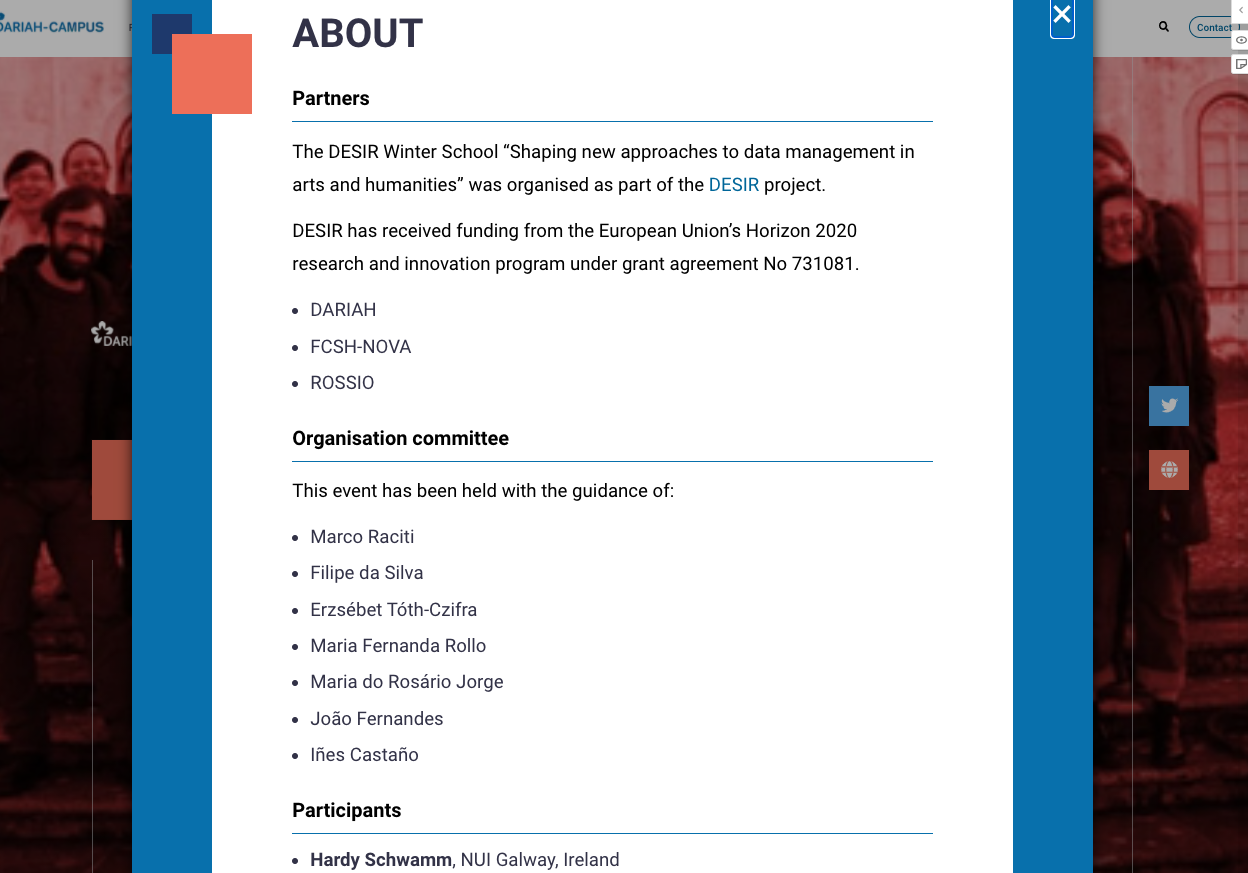 ARIAH-CAMPUS
Contact
ABOUT
Partners
The DESIR Winter School “Shaping new approaches to data management in
arts and humanities” was organised as part of the DESIR project.
DESIR has received funding from the European Union’s Horizon 2020
research and innovation program under grant agreement No 731081.
DARIAH
FCSH-NOVA
ROSSIO
DARI
Organisation committee
This event has been held with the guidance of:
Marco Raciti
Filipe da Silva
Erzsébet Tóth-Czifra
Maria Fernanda Rollo
Maria do Rosário Jorge
João Fernandes
Iñes Castaño
Participants
Hardy Schwamm, NUI Galway, Ireland